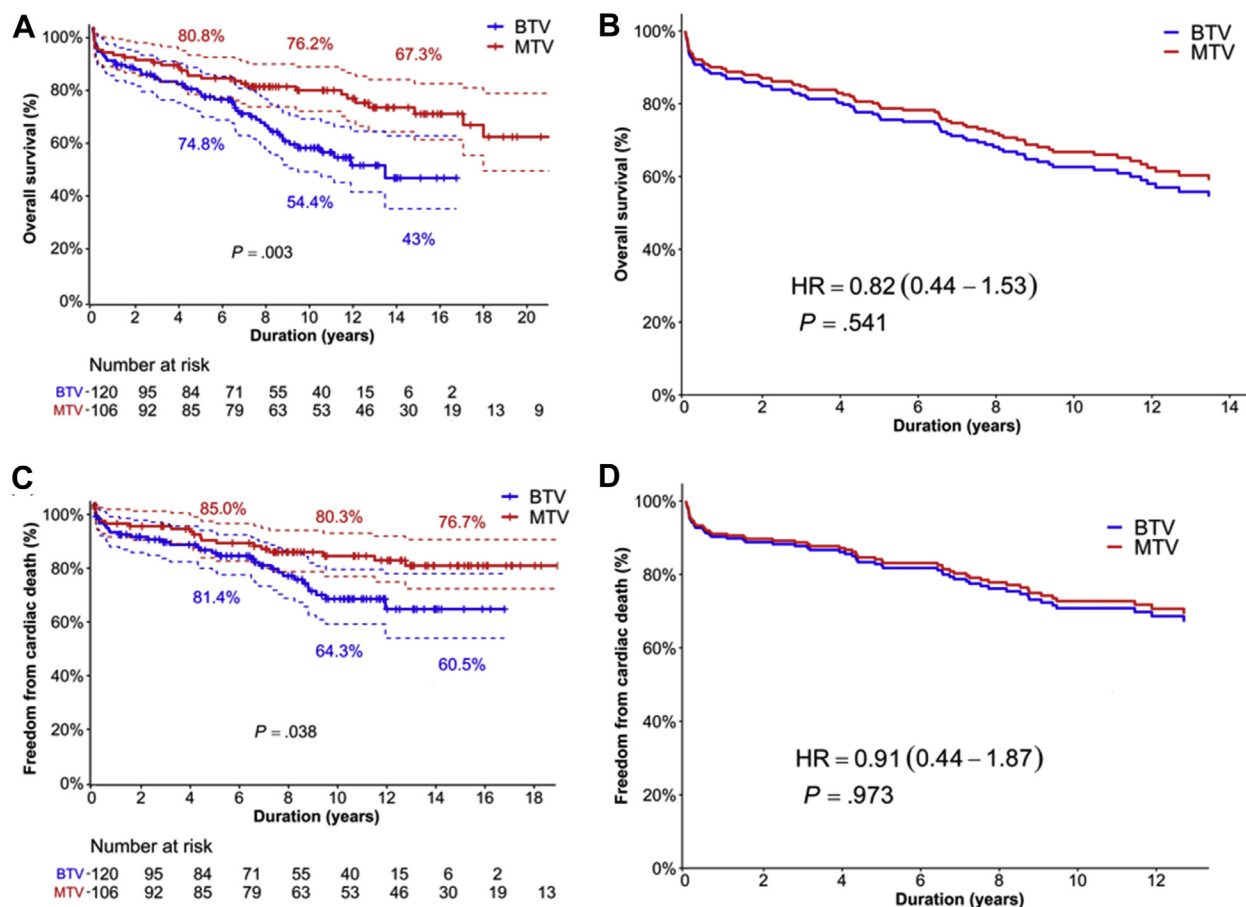 A
100%
80%
60%
40%
20%
0%
Overall survival (%)
80.8%
76.2%
67.3%
BTV
MTV
74.8%
54.4%
43%
P = .003
0 2 4 6 8 10 12 14 16 18 20
Duration (years)
Number at risk
BTV-120 95 84 71 55 40 15 6 2
MTV-106 92 85 79 63 53 46 30 19 13 9
B
100%
80%
60%
40%
20%
0%
Overall survival (%)
BTV
MTV
HR = 0.82 (0.44 – 1.53)
P = .541
0 2 4 6 8 10 12 14
Duration (years)
C
100%
80%
60%
40%
20%
0%
Freedom from cardiac death (%)
85.0%
80.3%
76.7%
BTV
MTV
81.4%
64.3%
60.5%
P = .038
0 2 4 6 8 10 12 14 16 18
Duration (years)
Number at risk
BTV-120 95 84 71 55 40 15 6 2
MTV-106 92 85 79 63 53 46 30 19 13
D
100%
80%
60%
40%
20%
0%
Freedom from cardiac death (%)
BTV
MTV
HR = 0.91 (0.44 – 1.87)
P = .973
0 2 4 6 8 10 12
Duration (years)